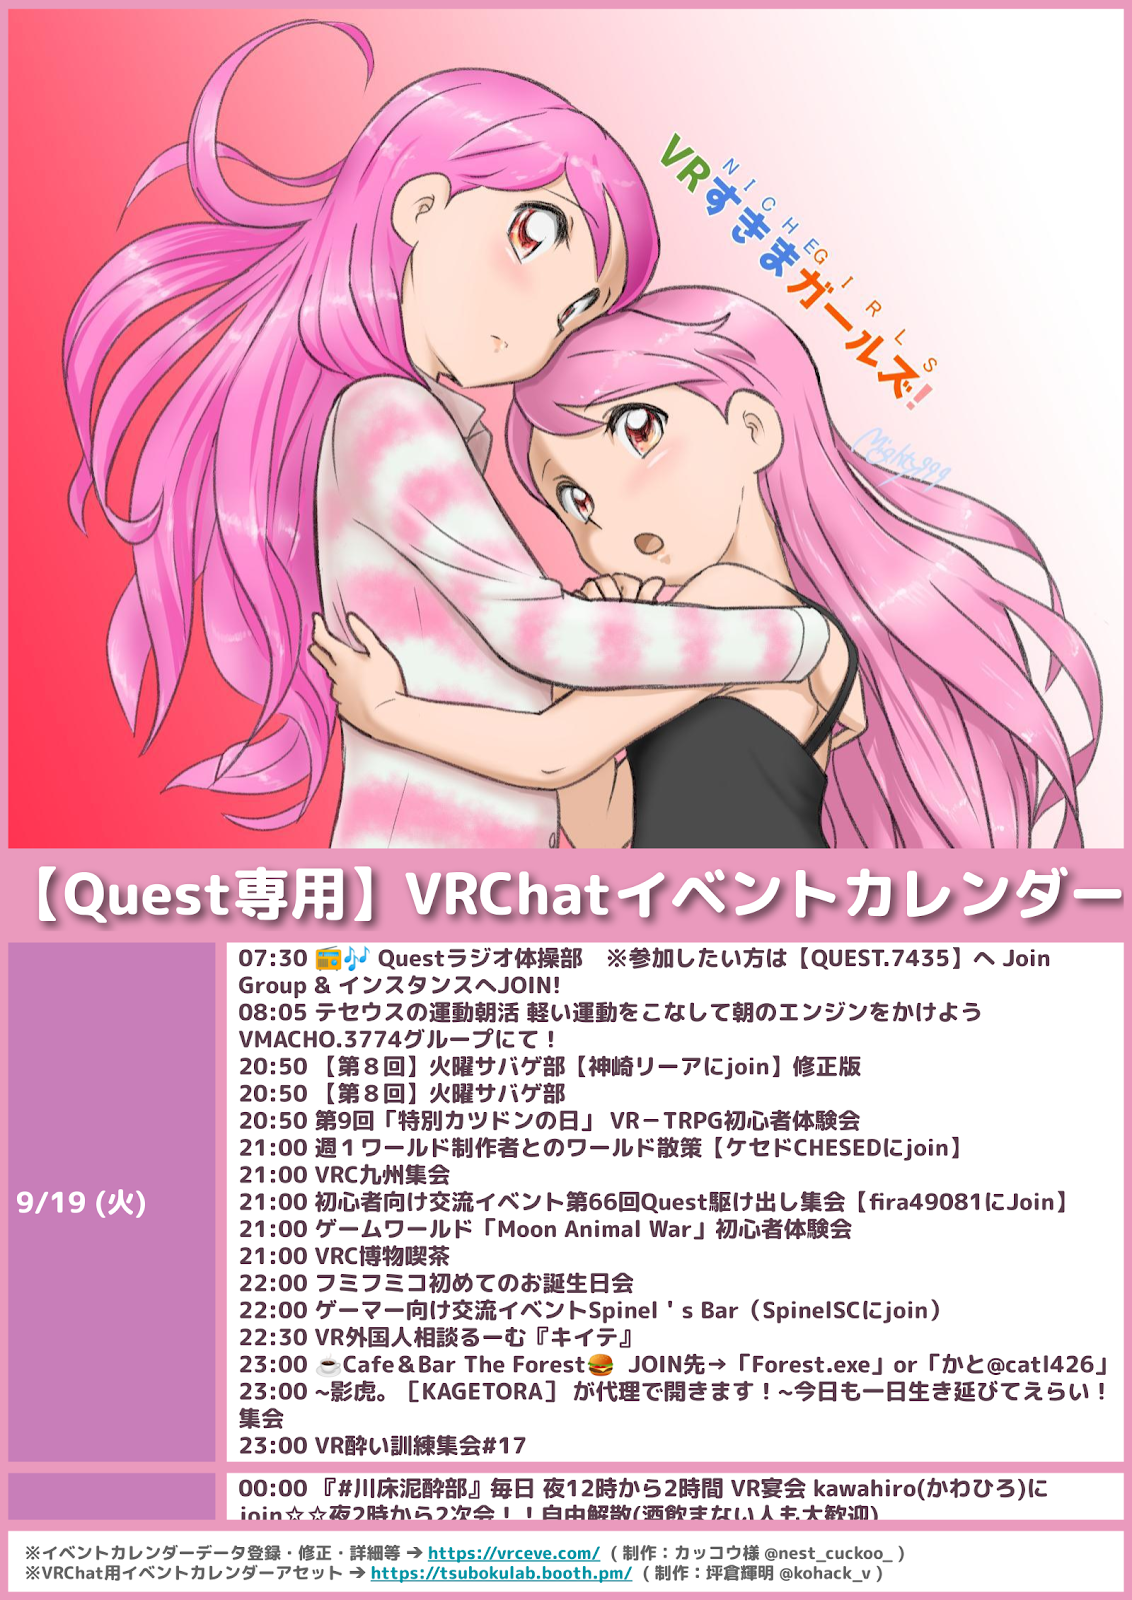 NICHE GIRLS
VRすきまガールズ!
Mighty999
【Quest専用】VRChatイベントカレンダー
9/19 (火)
07:30 📻🎶 Questラジオ体操部　※参加したい方は【QUEST.7435】へ Join
Group & インスタンスへJOIN!
08:05 テセウスの運動朝活 軽い運動をこなして朝のエンジンをかけよう
VMACHO.3774グループにて！
20:50 【第８回】火曜サバゲ部【神崎リーアにjoin】修正版
20:50 【第８回】火曜サバゲ部
20:50 第9回「特別カツドンの日」 VR－TRPG初心者体験会
21:00 週１ワールド制作者とのワールド散策【ケセドCHESEDにjoin】
21:00 VRC九州集会
21:00 初心者向け交流イベント第66回Quest駆け出し集会【fira49081にJoin】
21:00 ゲームワールド「Moon Animal War」初心者体験会
21:00 VRC博物喫茶
22:00 フミフミコ初めてのお誕生日会
22:00 ゲーマー向け交流イベントSpinel＇s Bar（SpinelSCにjoin）
22:30 VR外国人相談るーむ『キイテ』
23:00 ☕Cafe＆Bar The Forest🍔 JOIN先→「Forest.exe」or「かと@catl426」
23:00 ~影虎。［KAGETORA］ が代理で開きます！~今日も一日生き延びてえらい！
集会
23:00 VR酔い訓練集会#17
00:00 『#川床泥酔部』毎日 夜12時から2時間 VR宴会 kawahiro(かわひろ)に
join☆☆夜2時から2次会！！自由解散(酒飲まない人も大歓迎)
※イベントカレンダーデータ登録・修正・詳細等 ➔ https://vrceve.com/ ( 制作：カッコウ様 @nest_cuckoo_ )
※VRChat用イベントカレンダーアセット ➔ https://tsubokulab.booth.pm/ ( 制作：坪倉輝明 @kohack_v )